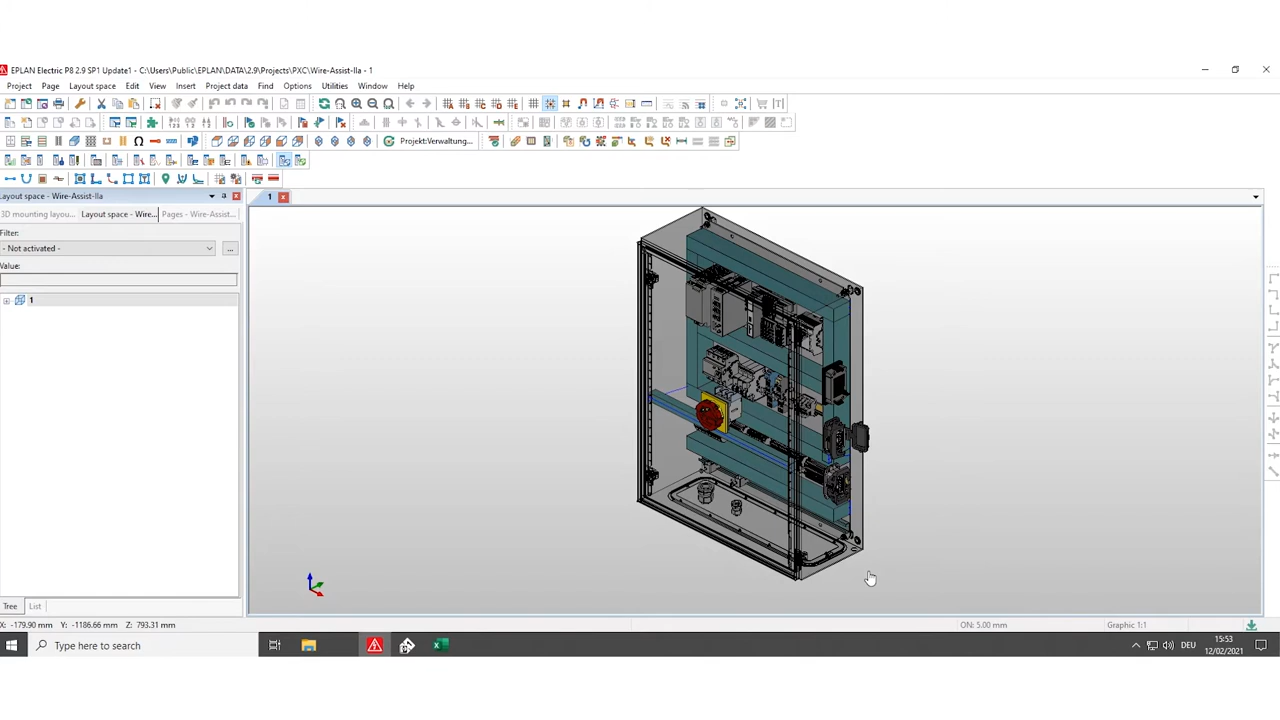 EPLAN Electric P8 2.9 SP1 Update1 - C:\Users\Public\EPLAN\DATA\2.9\Projects\PXC\Wire-Assist-IIa - 1
Project Page Layout space Edit View Insert Project data Find Options Utilities Window Help
Projekt:Verwaltung...
Layout space - Wire-Assist-IIa
1
3D mounting layou... Layout space - Wire... Pages - Wire-Assist...
Filter:
- Not activated -
...
Value:
1
Tree List
X: -179.90 mm Y: -1186.66 mm Z: 793.31 mm
ON: 5.00 mm
Graphic 1:1
Type here to search
DEU
15:53
12/02/2021